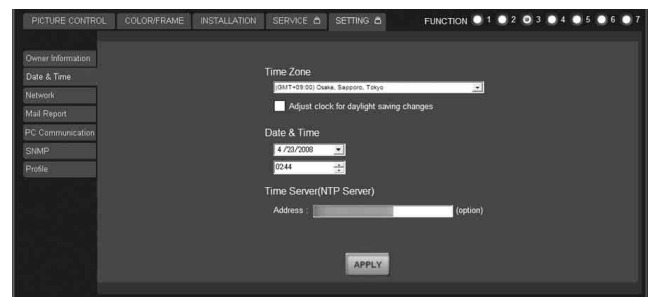 PICTURE CONTROL COLOR/FRAME INSTALLATION SERVICE SETTING FUNCTION 1 2 3 4 5 6 7
Owner Information
Date & Time
Network
Mail Report
PC Communication
SNMP
Profile
Time Zone
(GMT+09:00) Osaka, Sapporo, Tokyo
Adjust clock for daylight saving changes
Date & Time
4 /23/2008
0244
Time Server(NTP Server)
Address : (option)
APPLY